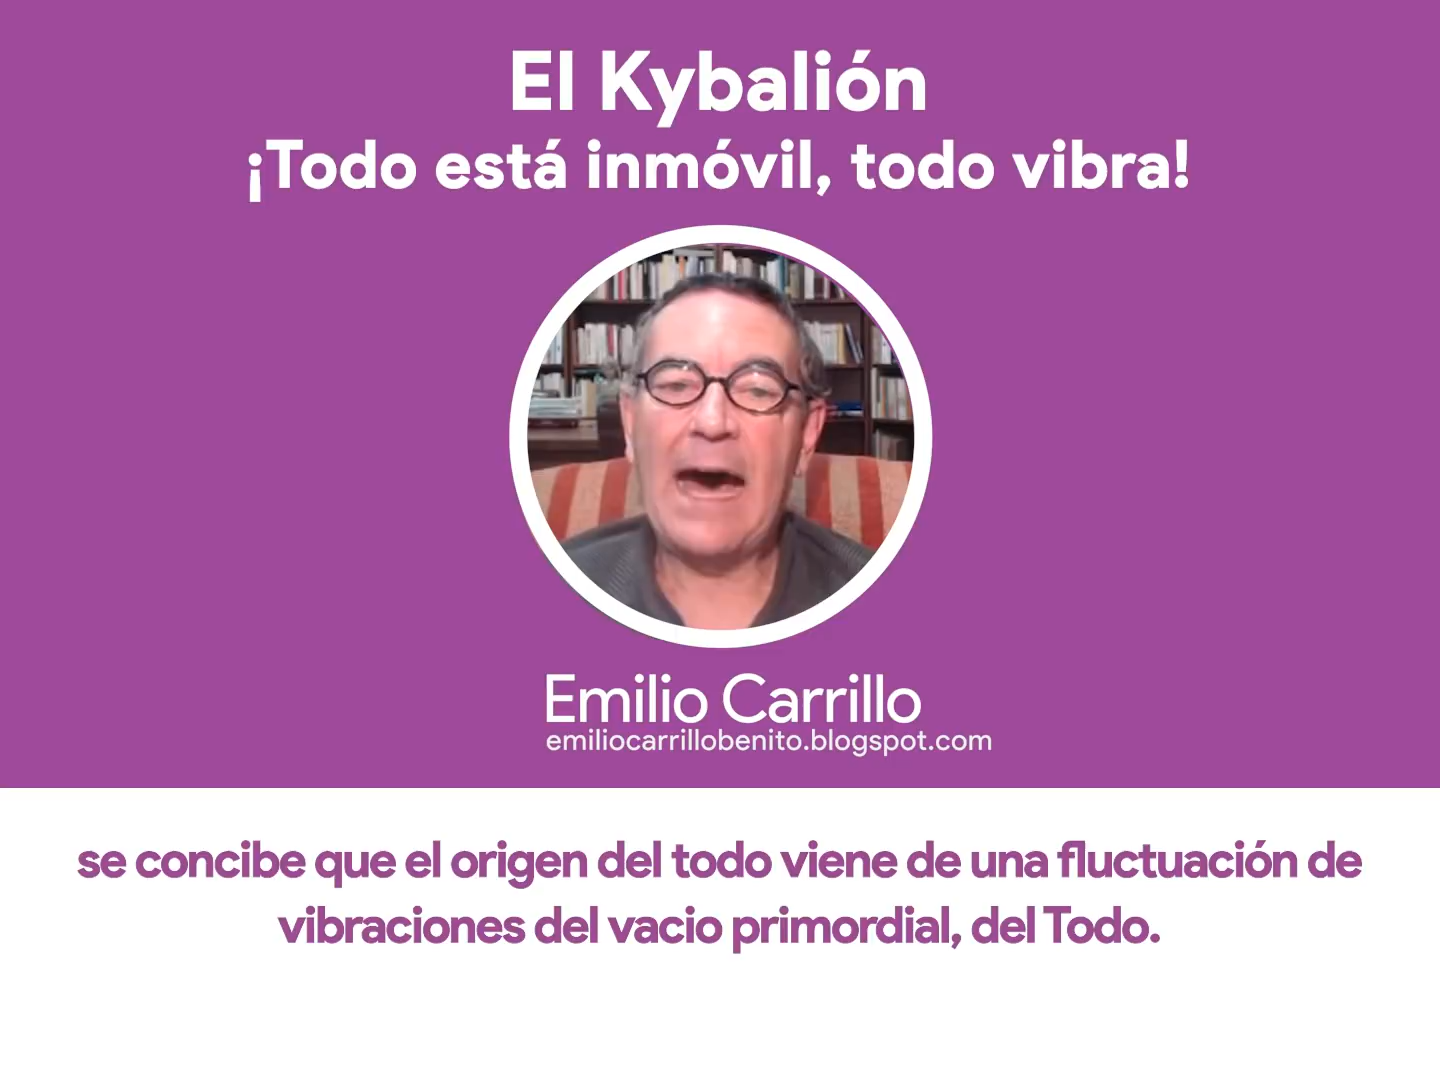 El Kybalión
¡Todo está inmóvil, todo vibra!
Emilio Carrillo
emiliocarrillobenito.blogspot.com
se concibe que el origen del todo viene de una fluctuación de
vibraciones del vacio primordial, del Todo.